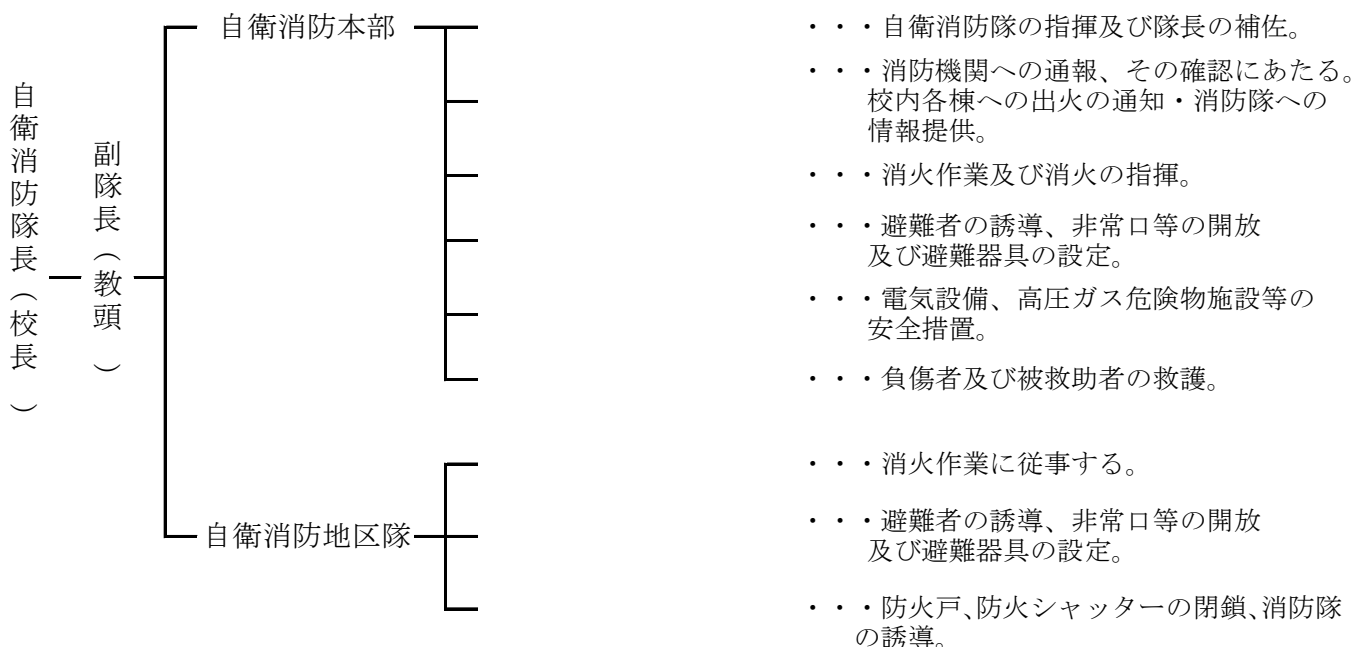 自衛消防隊長(校長)
副隊長(教頭)
自衛消防本部
・・・自衛消防隊の指揮及び隊長の補佐。
・・・消防機関への通報、その確認にあたる。
校内各棟への出火の通知・消防隊への
情報提供。
・・・消火作業及び消火の指揮。
・・・避難者の誘導、非常口等の開放
及び避難器具の設定。
・・・電気設備、高圧ガス危険物施設等の
安全措置。
・・・負傷者及び被救助者の救護。
自衛消防地区隊
・・・消火作業に従事する。
・・・避難者の誘導、非常口等の開放
及び避難器具の設定。
・・・防火戸、防火シャッターの閉鎖、消防隊
の誘導。